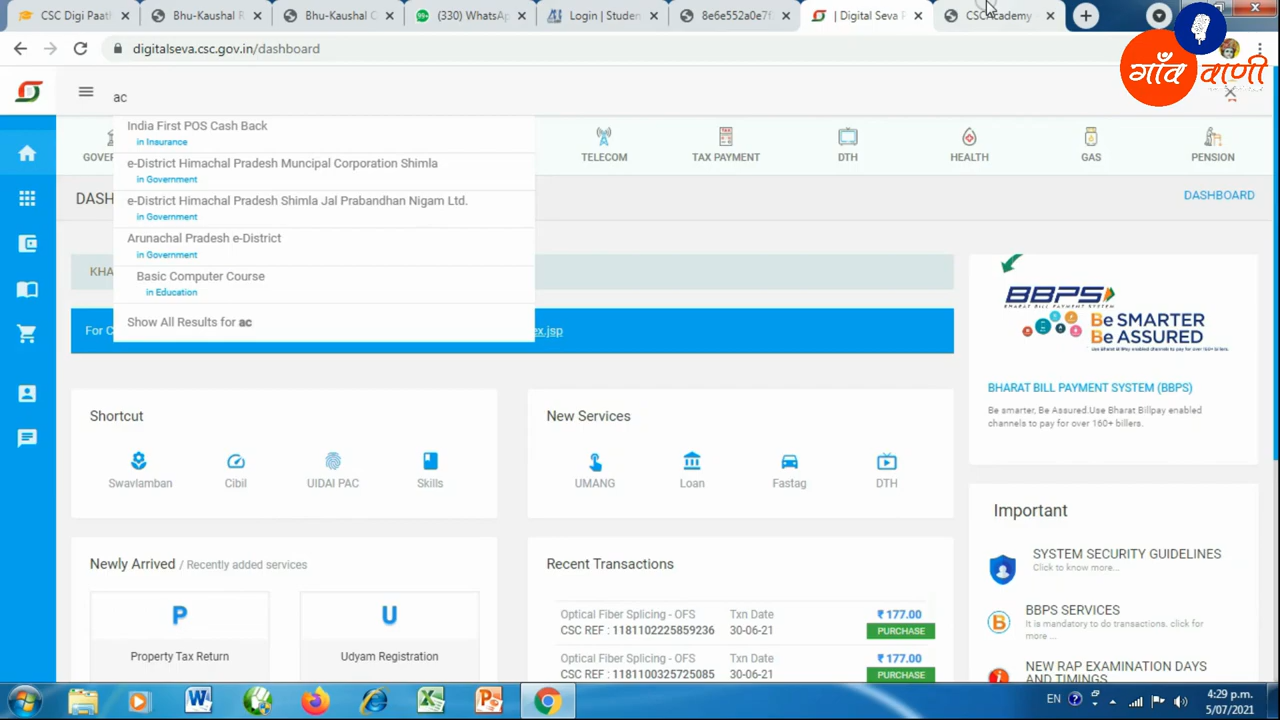 CSC Digi Paat
Bhu-Kaushal R
Bhu-Kaushal C
(330) WhatsAp
Login | Studen
8e6e552a0e7f
| Digital Seva P
CSC Academy
digitalseva.csc.gov.in/dashboard
गाँव वाणी
ac
India First POS Cash Back
in Insurance
e-District Himachal Pradesh Muncipal Corporation Shimla
in Government
e-District Himachal Pradesh Shimla Jal Prabandhan Nigam Ltd.
in Government
Arunachal Pradesh e-District
in Government
Basic Computer Course
in Education
Show All Results for ac
GOVER
TELECOM
TAX PAYMENT
DTH
HEALTH
GAS
PENSION
DASH
DASHBOARD
KHA
For C
ex.jsp
BBPS
BHARAT BILL PAYMENT SYSTEM
Be SMARTER
Be ASSURED
BHARAT BILL PAYMENT SYSTEM (BBPS)
Be smarter, Be Assured.Use Bharat Billpay enabled
channels to pay for over 160+ billers.
Shortcut
Swavlamban
Cibil
UIDAI PAC
Skills
New Services
UMANG
Loan
Fastag
DTH
Important
SYSTEM SECURITY GUIDELINES
Click to know more...
BBPS SERVICES
It is mandatory to do transactions. click for
more ...
NEW RAP EXAMINATION DAYS
AND TIMINGS
Newly Arrived / Recently added services
P
Property Tax Return
U
Udyam Registration
Recent Transactions
Optical Fiber Splicing - OFS
Txn Date
₹ 177.00
CSC REF : 1181102225859236
30-06-21
PURCHASE
Optical Fiber Splicing - OFS
Txn Date
₹ 177.00
CSC REF : 1181100325725085
30-06-21
PURCHASE
EN
4:29 p.m.
5/07/2021